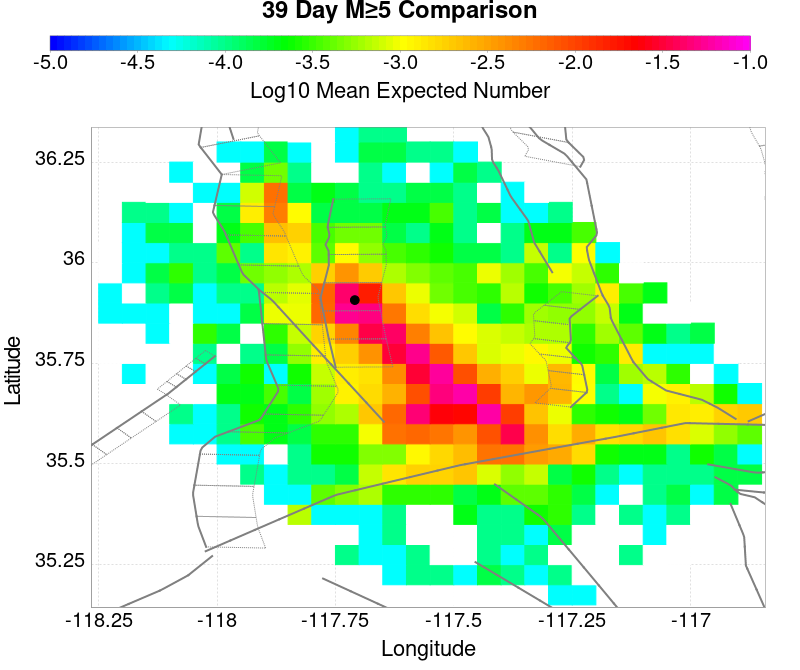 39 Day M≥5 Comparison
-5.0 -4.5 -4.0 -3.5 -3.0 -2.5 -2.0 -1.5 -1.0
Log10 Mean Expected Number
36.25
36
35.75
35.5
35.25
Latitude
-118.25 -118 -117.75 -117.5 -117.25 -117
Longitude